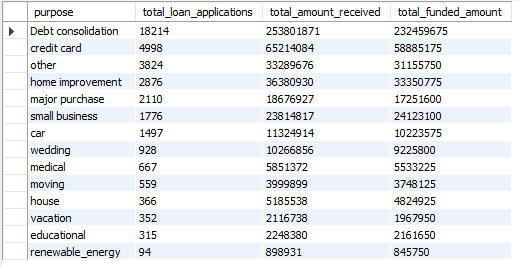 purpose total_loan_applications total_amount_received total_funded_amount
Debt consolidation 18214 253801871 232459675
credit card 4998 65214084 58885175
other 3824 33289676 31155750
home improvement 2876 36380930 33350775
major purchase 2110 18676927 17251600
small business 1776 23814817 24123100
car 1497 11324914 10223575
wedding 928 10266856 9225800
medical 667 5851372 5533225
moving 559 3999899 3748125
house 366 5185538 4824925
vacation 352 2116738 1967950
educational 315 2248380 2161650
renewable_energy 94 898931 845750